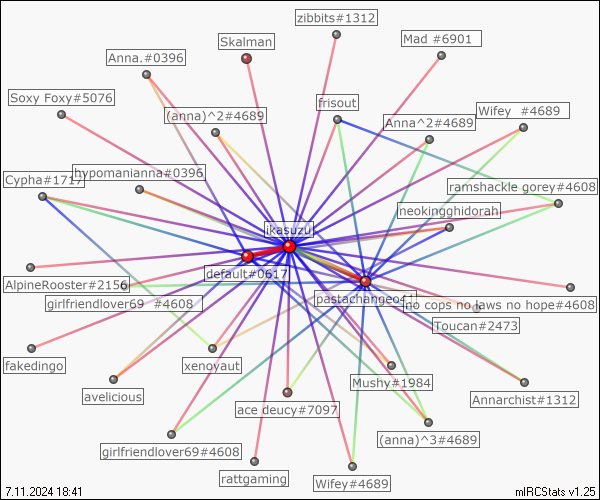 zibbits#1312
Mad #6901
Skalman
Anna.#0396
Soxy Foxy#5076
frisout
(anna)^2#4689
Anna^2#4689
Wifey #4689
hypomanianna#0396
Cypha#1717
ramshackle gorey#4608
neokingghidorah
ikasuzu
default#0617
AlpineRooster#2156
pastachangeof
girlfriendlover69 #4608
no cops no laws no hope#4608
Toucan#2473
fakedingo
xenoyaut
Mushy#1984
avelicious
ace deucy#7097
Annarchist#1312
(anna)^3#4689
girlfriendlover69#4608
rattgaming
Wifey#4689
7.11.2024 18:41
mIRCStats v1.25